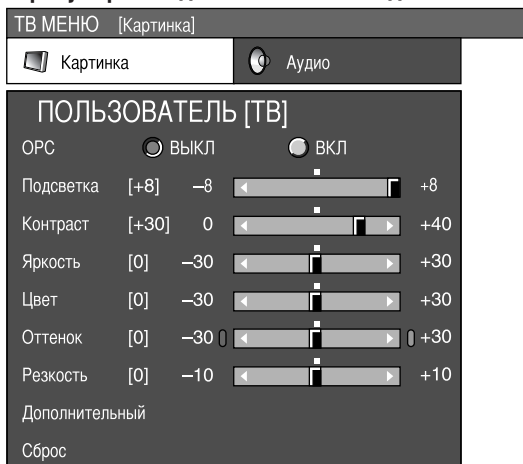 ТВ МЕНЮ [Картинка]
Картинка Аудио
ПОЛЬЗОВАТЕЛЬ [ТВ]
ОРС ВЫКЛ ВКЛ
Подсветка [+8] –8 +8
Контраст [+30] 0 +40
Яркость [0] –30 +30
Цвет [0] –30 +30
Оттенок [0] –30 +30
Резкость [0] –10 +10
Дополнительный
Сброс